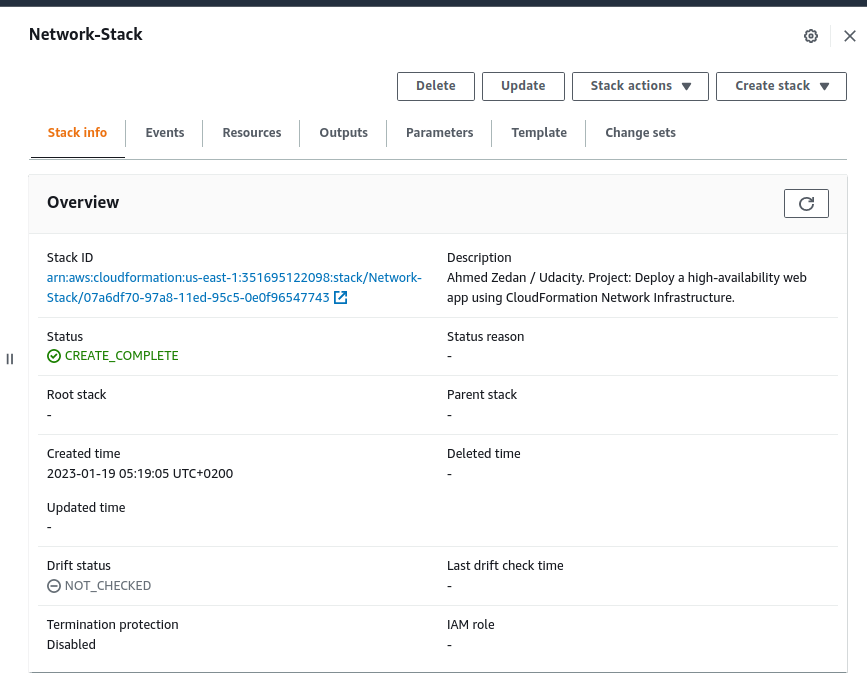 Network-Stack
Delete
Update
Stack actions
Create stack
Stack info
Events
Resources
Outputs
Parameters
Template
Change sets
Overview
Stack ID
arn:aws:cloudformation:us-east-1:351695122098:stack/Network-
Stack/07a6df70-97a8-11ed-95c5-0e0f96547743
Description
Ahmed Zedan / Udacity. Project: Deploy a high-availability web
app using CloudFormation Network Infrastructure.
Status
CREATE_COMPLETE
Status reason
-
Root stack
-
Parent stack
-
Created time
2023-01-19 05:19:05 UTC+0200
Deleted time
-
Updated time
-
Drift status
NOT_CHECKED
Last drift check time
-
Termination protection
Disabled
IAM role
-